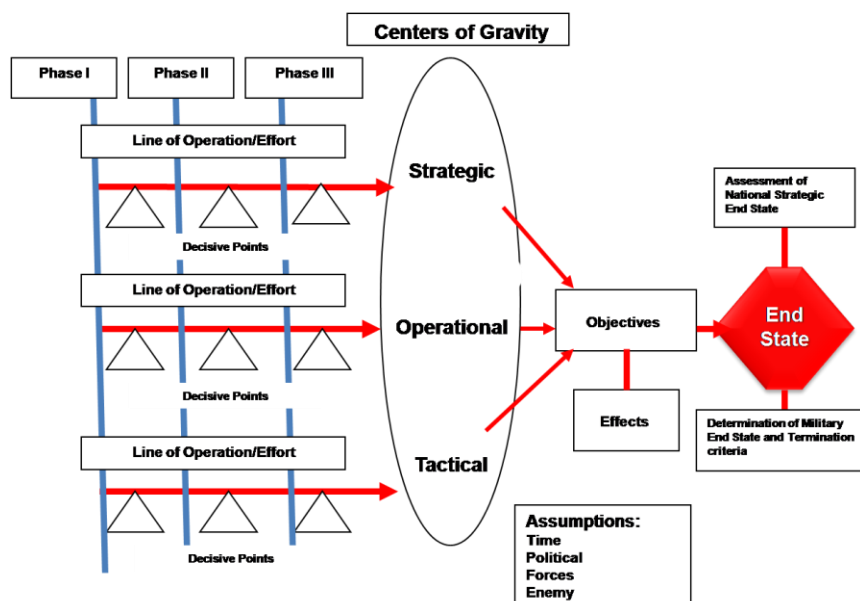 Centers of Gravity
Phase I
Phase II
Phase III
Line of Operation/Effort
Strategic
Decisive Points
Line of Operation/Effort
Operational
Decisive Points
Line of Operation/Effort
Tactical
Decisive Points
Objectives
Effects
Assessment of
National Strategic
End State
End
State
Determination of Military
End State and Termination
criteria
Assumptions:
Time
Political
Forces
Enemy